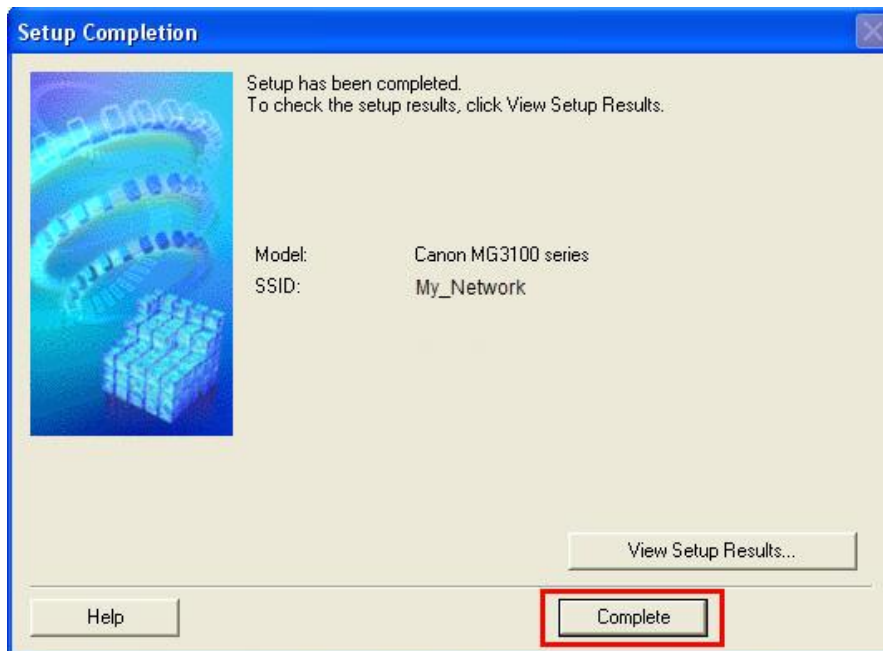 Setup Completion
Setup has been completed.
To check the setup results, click View Setup Results.
Model: Canon MG3100 series
SSID: My_Network
View Setup Results...
Help Complete